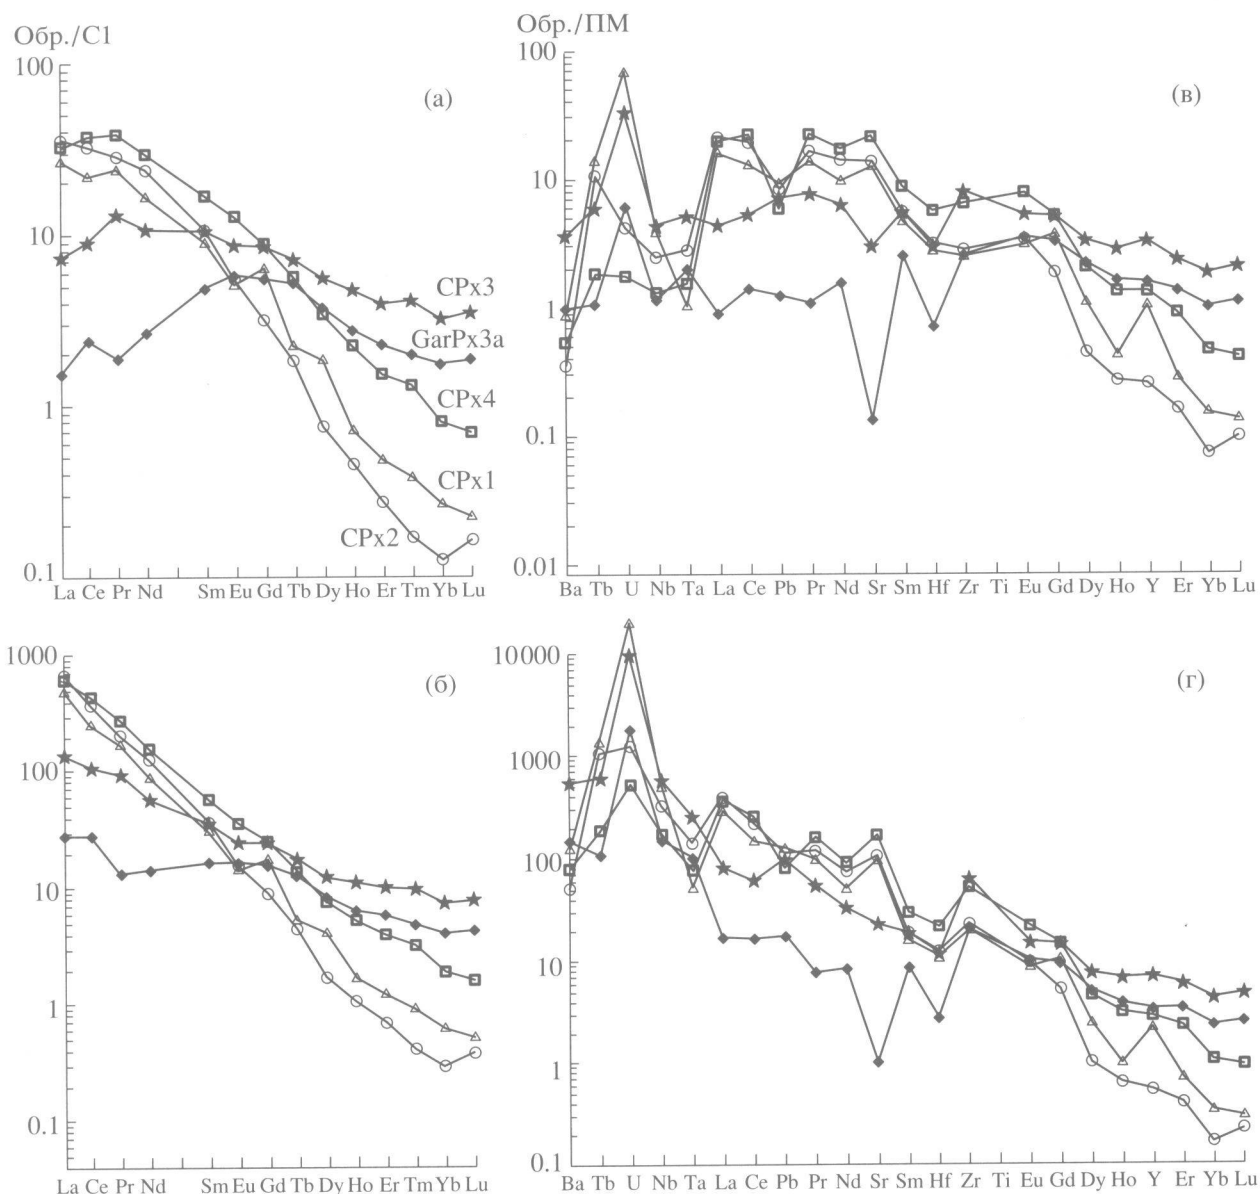 Обр./C1
100
10
1
0.1
(а)
CPx3
GarPx3a
CPx4
CPx1
CPx2
La Ce Pr Nd Sm Eu Gd Tb Dy Ho Er Tm Yb Lu
Обр./ПМ
100
10
1
0.1
0.01
(в)
Ba Tb U Nb Ta La Ce Pb Pr Nd Sr Sm Hf Zr Ti Eu Gd Dy Ho Y Er Yb Lu
1000
100
10
1
0.1
(б)
La Ce Pr Nd Sm Eu Gd Tb Dy Ho Er Tm Yb Lu
10000
1000
100
10
1
0.1
(г)
Ba Tb U Nb Ta La Ce Pb Pr Nd Sr Sm Hf Zr Ti Eu Gd Dy Ho Y Er Yb Lu